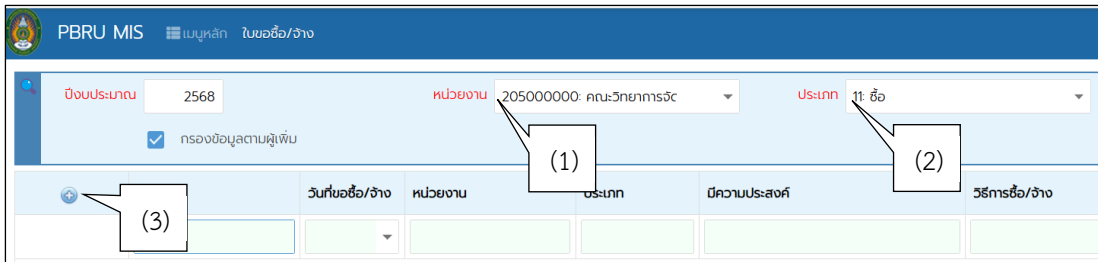 PBRU MIS เมนูหลัก ใบขอซื้อ/จ้าง
ปีงบประมาณ 2568 หน่วยงาน 205000000: คณะวิทยาการจัด ประเภท 11: ซื้อ
กรองข้อมูลตามผู้เพิ่ม
(1) (2)
วันที่ขอซื้อ/จ้าง หน่วยงาน ประเภท มีความประสงค์ วิธีการซื้อ/จ้าง
(3)